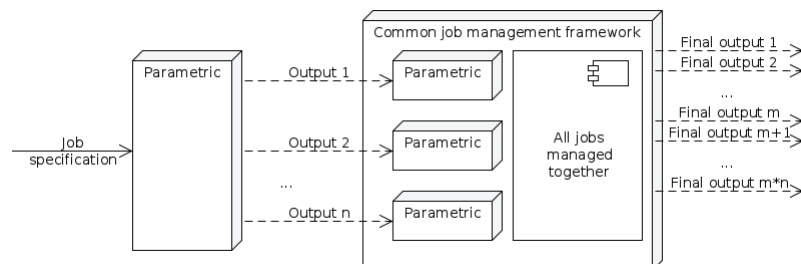 Job
specification
Parametric
Output 1
Output 2
...
Output n
Common job management framework
Parametric
Parametric
Parametric
All jobs
managed
together
Final output 1
Final output 2
...
Final output m
Final output m+1
...
Final output m*n